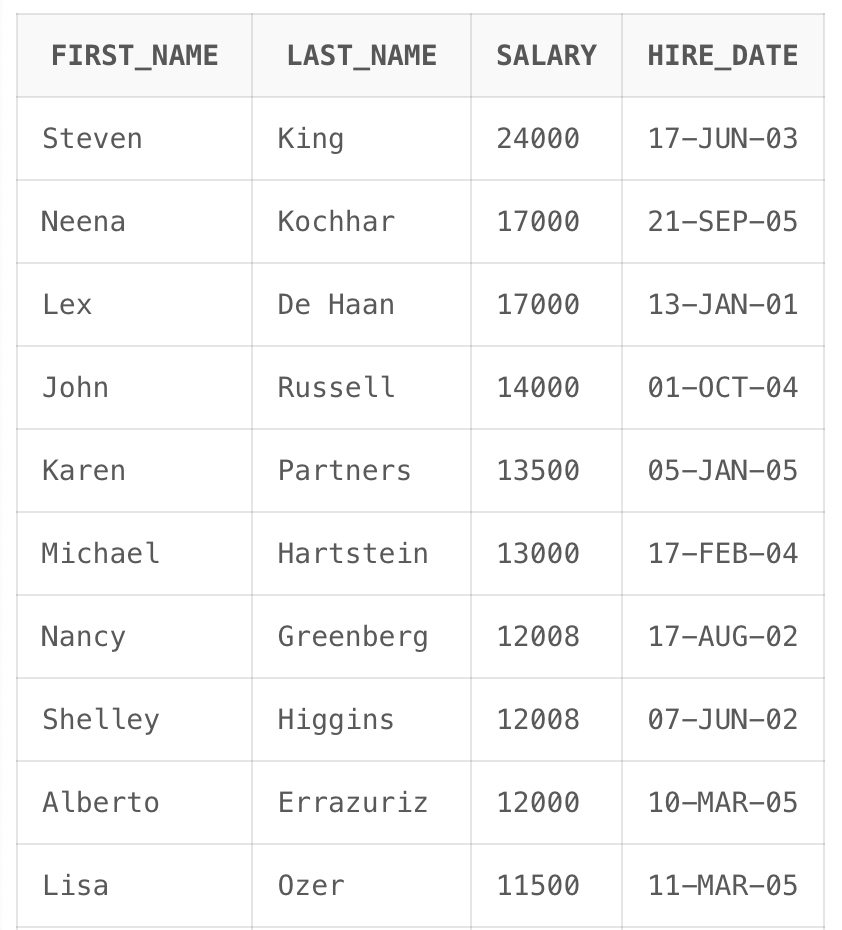 FIRST_NAME LAST_NAME SALARY HIRE_DATE
Steven King 24000 17-JUN-03
Neena Kochhar 17000 21-SEP-05
Lex De Haan 17000 13-JAN-01
John Russell 14000 01-OCT-04
Karen Partners 13500 05-JAN-05
Michael Hartstein 13000 17-FEB-04
Nancy Greenberg 12008 17-AUG-02
Shelley Higgins 12008 07-JUN-02
Alberto Errazuriz 12000 10-MAR-05
Lisa Ozer 11500 11-MAR-05